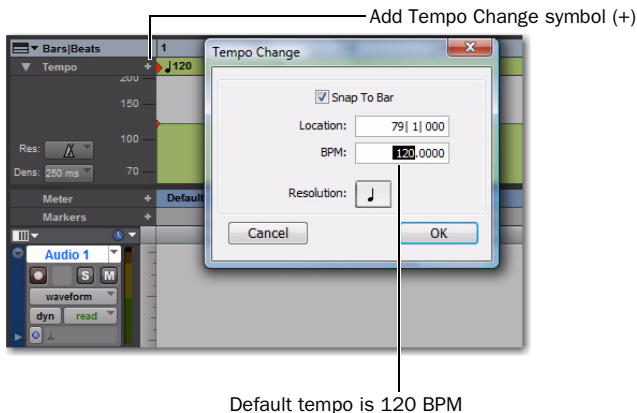 Add Tempo Change symbol (+)
Bars|Beats
1
Tempo
+
120
200
150
100
70
Res:
Dens: 250 ms
Meter
+
Default
Markers
+
Audio 1
S M
waveform
dyn read
Tempo Change
Snap To Bar
Location: 79| 1| 000
BPM: 120.0000
Resolution:
Cancel OK
Default tempo is 120 BPM